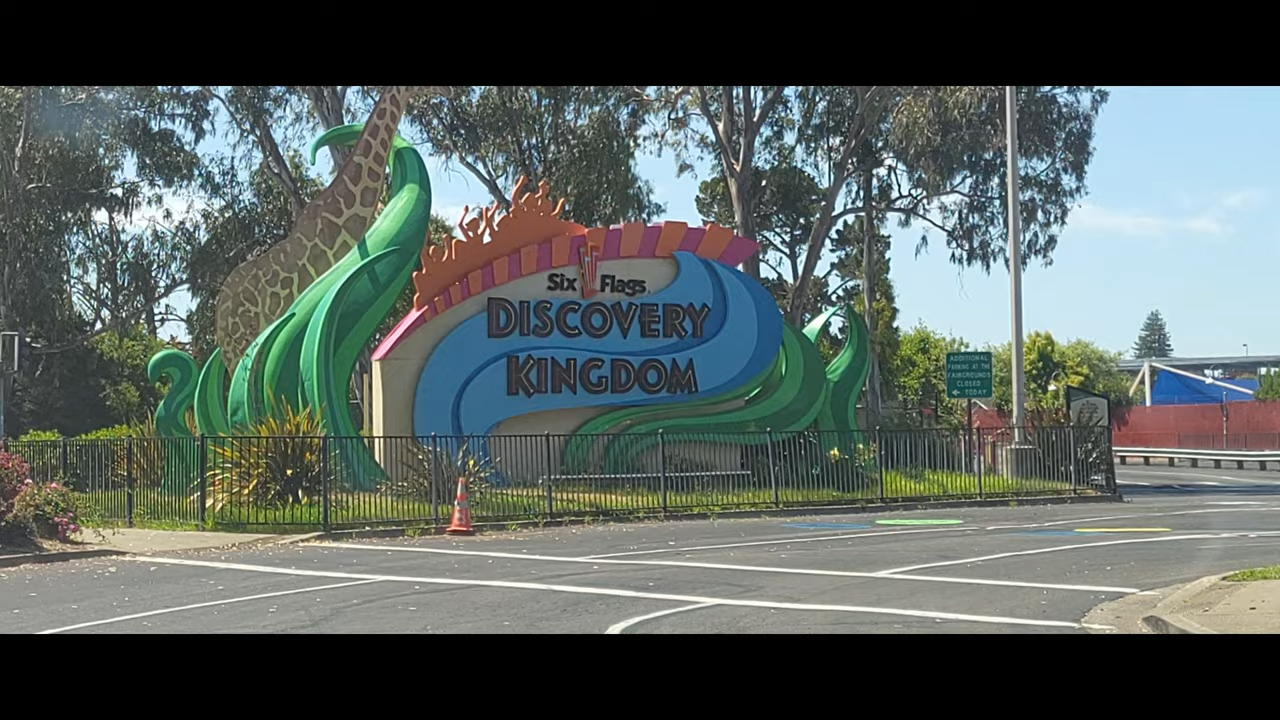 Six Flags
DISCOVERY
KINGDOM
ADDITIONAL
PARKING AT THE
FAIRGROUNDS
CLOSED
← TODAY